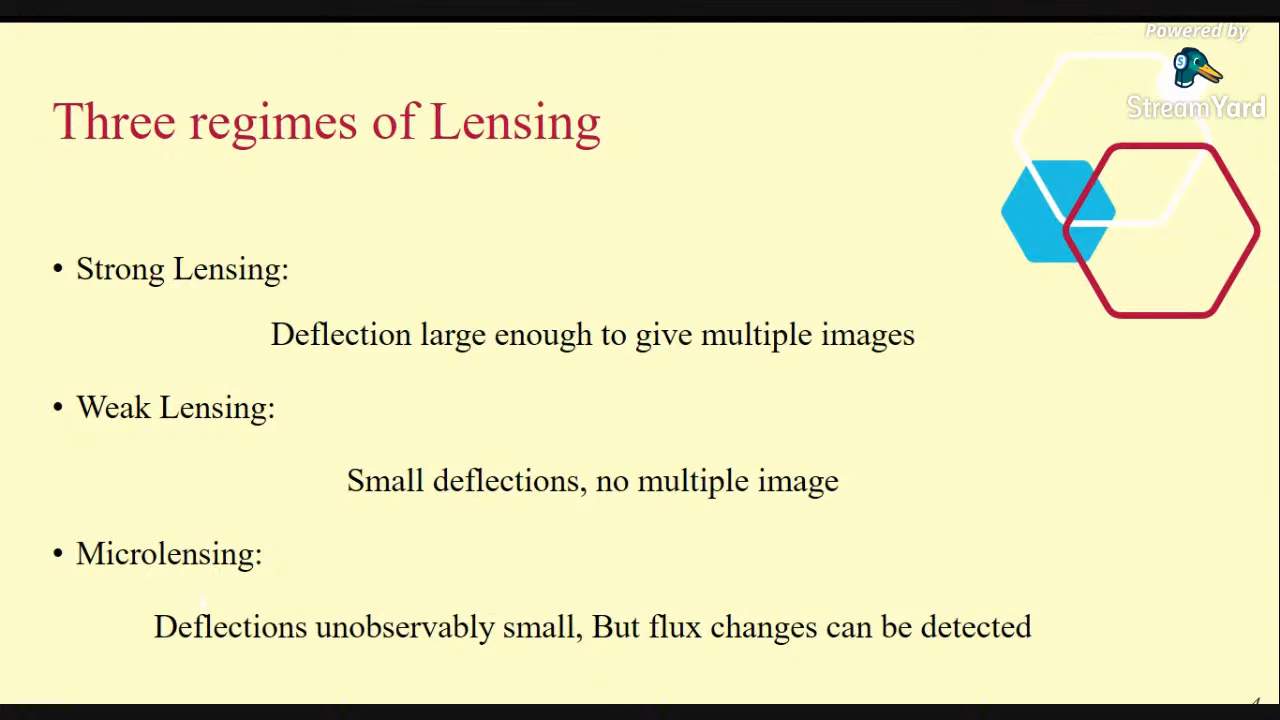 Powered by
StreamYard
Three regimes of Lensing
• Strong Lensing:
Deflection large enough to give multiple images
• Weak Lensing:
Small deflections, no multiple image
• Microlensing:
Deflections unobservably small, But flux changes can be detected